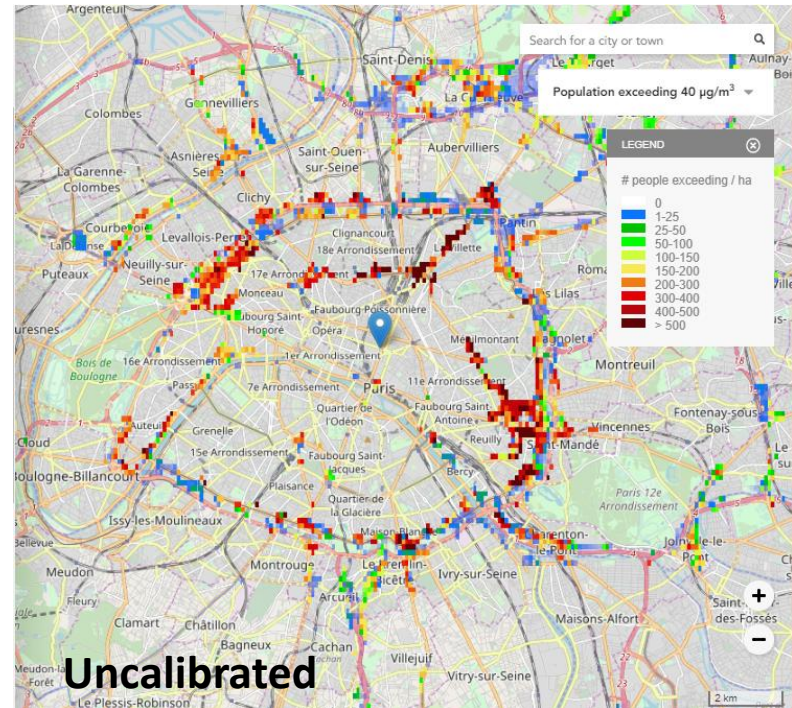 Argenteuil
Saint-Denis
Search for a city or town
Le
rget
Aulnay-
Population exceeding 40 µg/m³
Colombes
Gennevilliers
La C
neuve
LEGEND
# people exceeding / ha
0
1-25
25-50
50-100
100-150
150-200
200-300
300-400
400-500
> 500
Asnières-
Seine
Saint-Ouen-
sur-Seine
Aubervilliers
La Garenne-
Colombes
Clichy
Courbevoie
La Défense
Levallois-Perret
Clignancourt
18e Arrondissement
La Villette
Pantin
Puteaux
Neuilly-sur-
Seine
17e Arrondissement
Monceau
Roma
Lilas
Faubourg Saint-
Honoré
Faubourg Poissonnière
Opéra
uresnes
Ménilmontant
Bagnolet
Bois de
Boulogne
16e Arrondissement
1er Arrondissement
Montreuil
Passy
7e Arrondissement
Paris
11e Arrondissement
Quartier de
l'Odéon
Faubourg Saint-
Antoine
Fontenay-sous-
Bois
Auteuil
Grenelle
Reuilly
Saint-Mandé
Vincennes
Cloud
15e Arrondissement
Faubourg Saint-
Jacques
Bercy
Boulogne-Billancourt
Plaisance
Quartier de
la Glacière
Paris 12e
Arrondissement
Issy-les-Moulineaux
Maison Blanche
Bellevue
Charenton-
le-Pont
Joinville-le-
Pont
Meudon
Montrouge
Le Kremlin-
Bicêtre
Ivry-sur-Seine
Fleury
Arcueil
+
Saint-
des-Fossés
Clamart
Châtillon
Maisons-Alfort
−
Bagneux
Cachan
Villejuif
Meudon-la-
Forêt
Uncalibrated
Vitry-sur-Seine
2 km
Le Plessis-Robinson